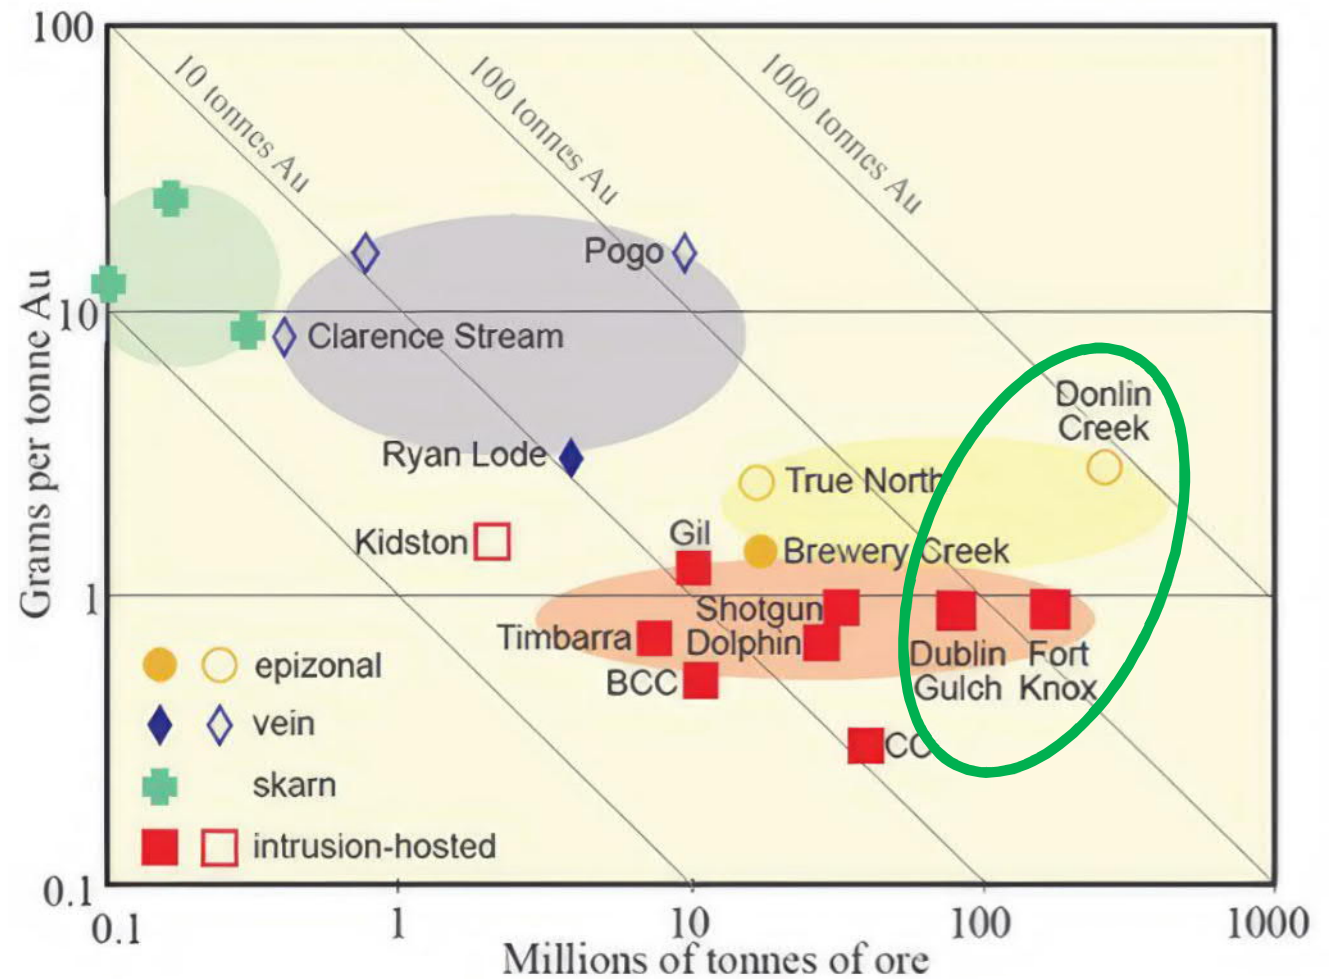 100
10 tonnes Au
100 tonnes Au
1000 tonnes Au
Pogo
10
Clarence Stream
Donlin
Creek
Ryan Lode
True North
Kidston
Gil
Brewery Creek
1
Shotgun
Timbarra
Dolphin
BCC
Dublin
Gulch
Fort
Knox
CC
epizonal
vein
skarn
intrusion-hosted
0.1
Grams per tonne Au
0.1
1
10
100
1000
Millions of tonnes of ore